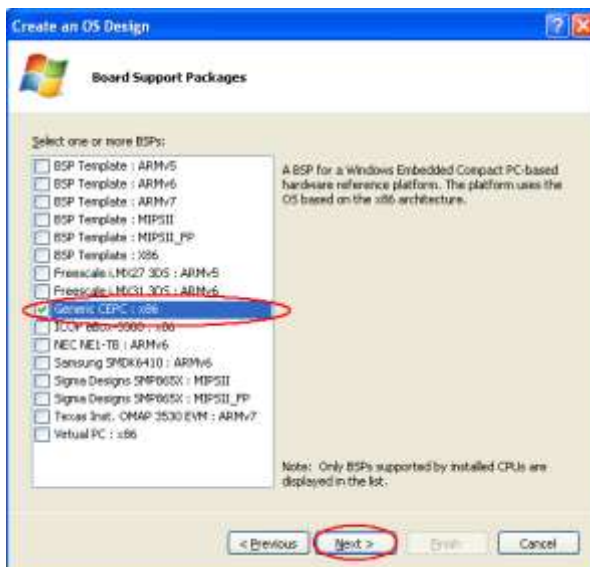 Create an OS Design
Board Support Packages
Select one or more BSPs:
BSP Template : ARMv5
BSP Template : ARMv6
BSP Template : ARMv7
BSP Template : MIPSII
BSP Template : MIPSII_FP
BSP Template : X86
Freescale i.MX27 3DS : ARMv5
Freescale i.MX31 3DS : ARMv6
Generic CEPC : x86
ICOP eBox-3300 : x86
NEC NE1-TB : ARMv6
Samsung SMDK6410 : ARMv6
Sigma Designs SMP865X : MIPSII
Sigma Designs SMP865X : MIPSII_FP
Texas Inst. OMAP 3530 EVM : ARMv7
Virtual PC : x86
A BSP for a Windows Embedded Compact PC-based
hardware reference platform. The platform uses the
OS based on the x86 architecture.
Note: Only BSPs supported by installed CPUs are
displayed in the list.
< Previous
Next >
Finish
Cancel